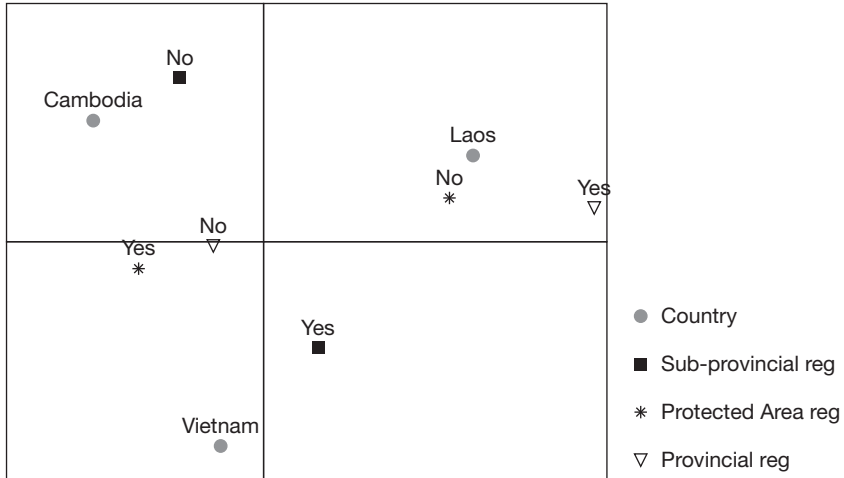 No
Cambodia
Laos
No
Yes
No
Yes
Yes
Vietnam
Country
Sub-provincial reg
Protected Area reg
Provincial reg